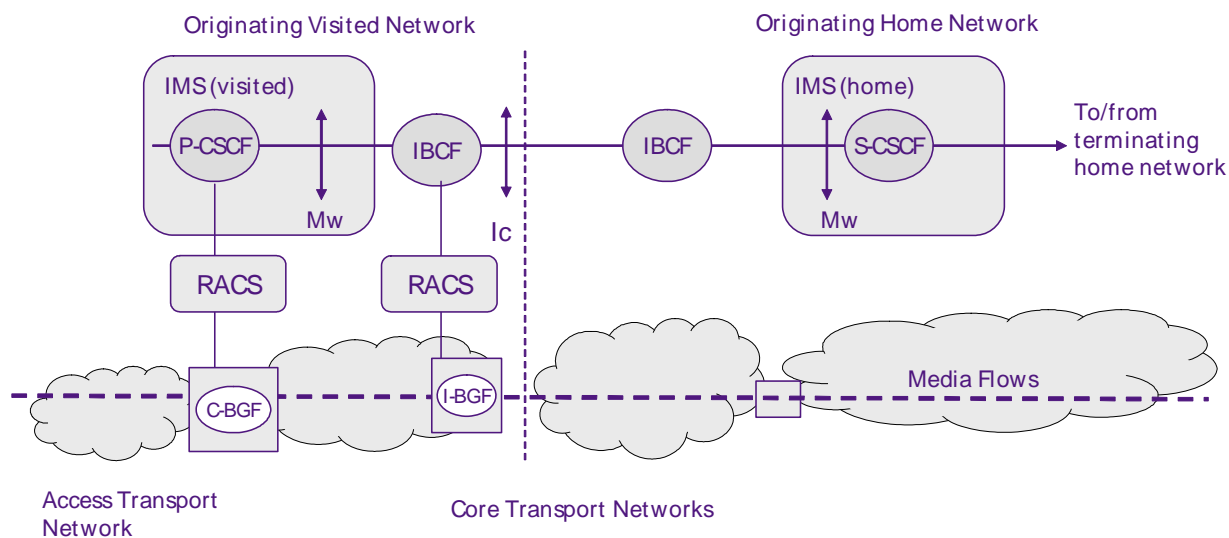 Originating Visited Network
Originating Home Network
IMS (visited)
IMS (home)
P-CSCF
IBCF
IBCF
S-CSCF
To/from
terminating
home network
Mw
Ic
Mw
RACS
RACS
C-BGF
I-BGF
Media Flows
Access Transport
Network
Core Transport Networks